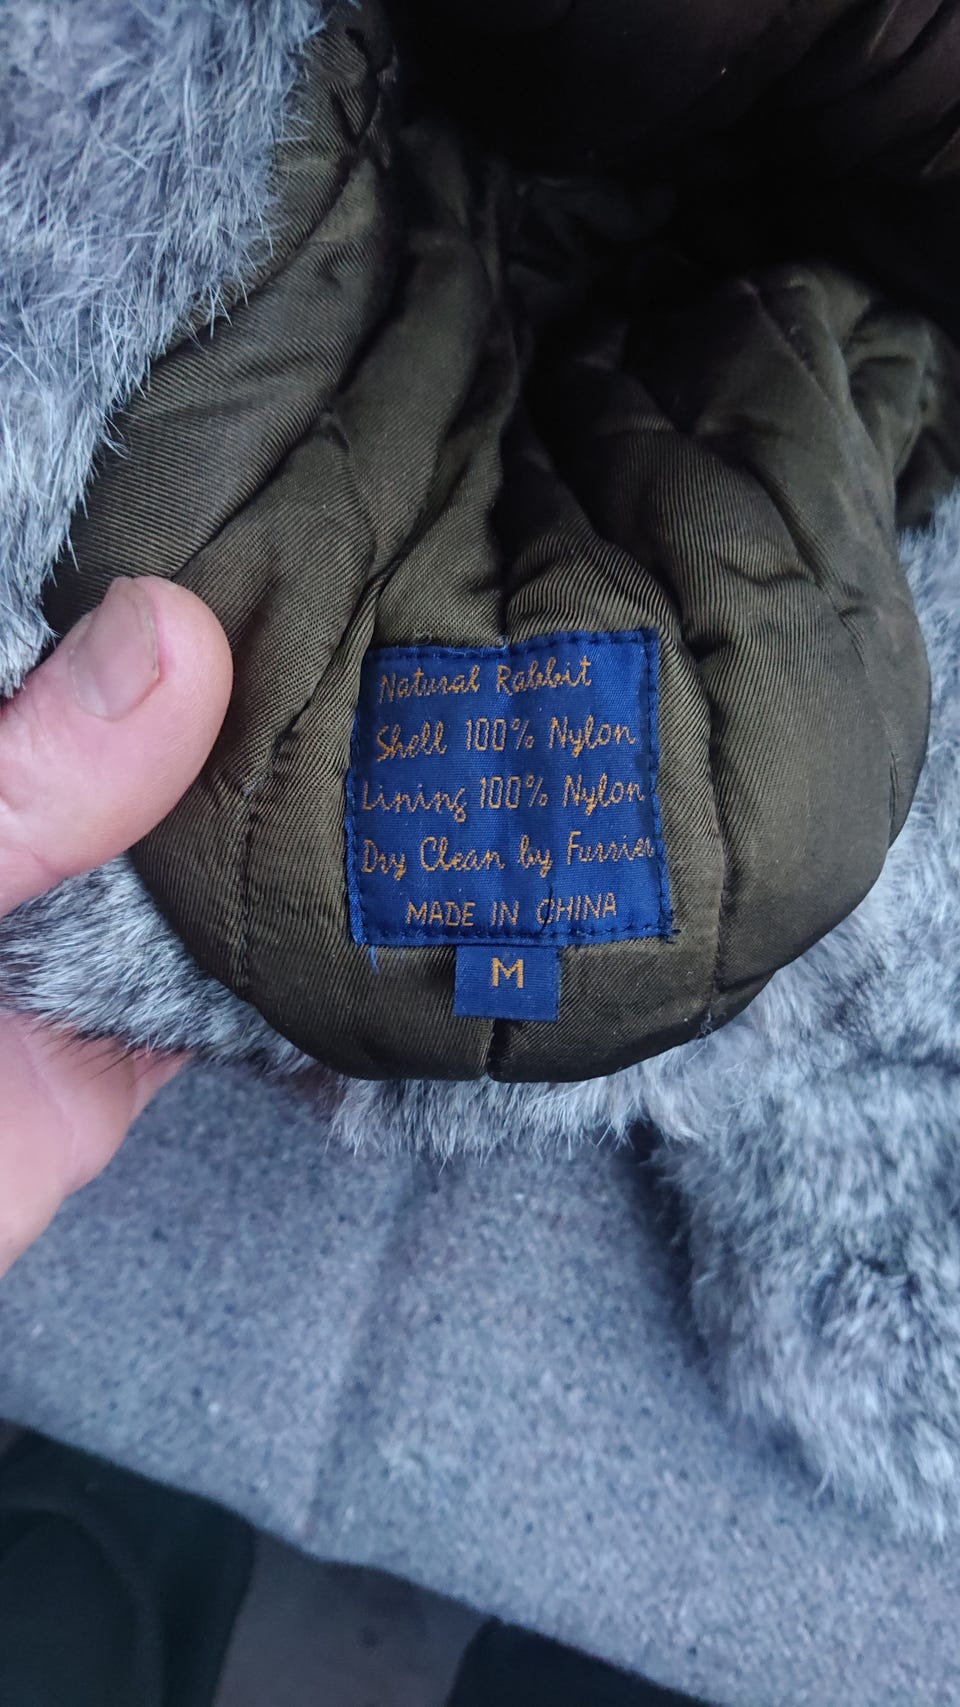 Natural Rabbit
Shell 100% Nylon
Lining 100% Nylon
Dry Clean by Furrier
MADE IN CHINA
M